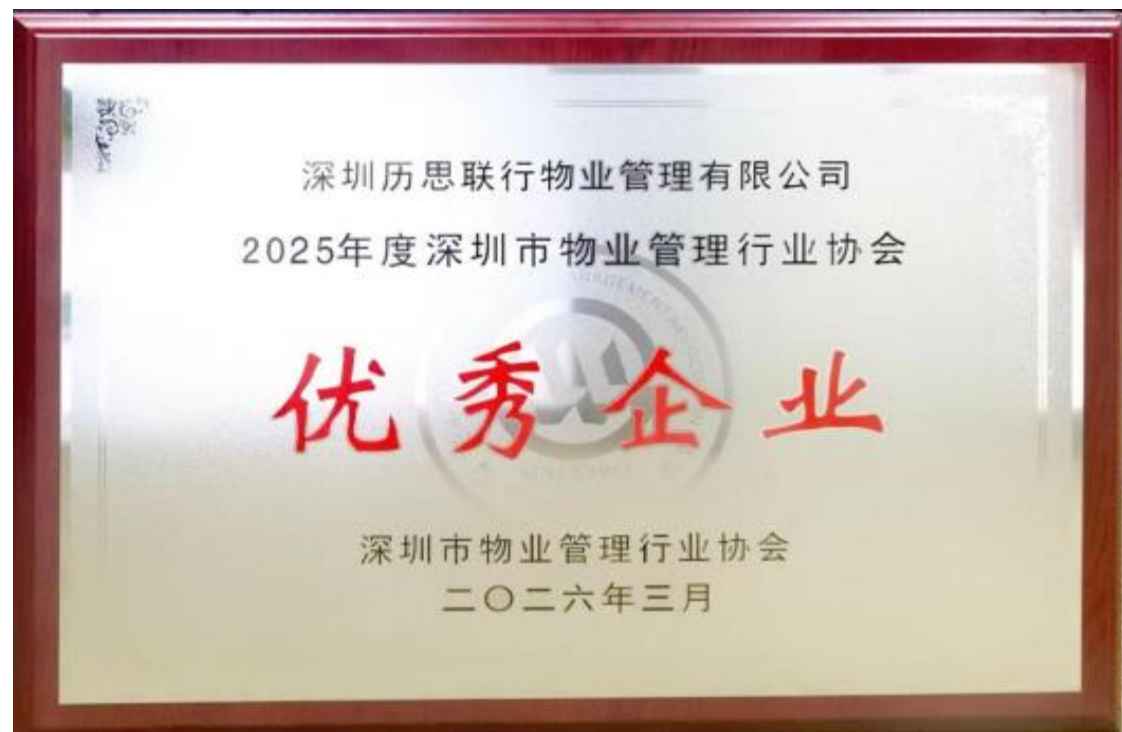 深圳历思联行物业管理有限公司
2025年度深圳市物业管理行业协会
优秀企业
深圳市物业管理行业协会
二〇二六年三月